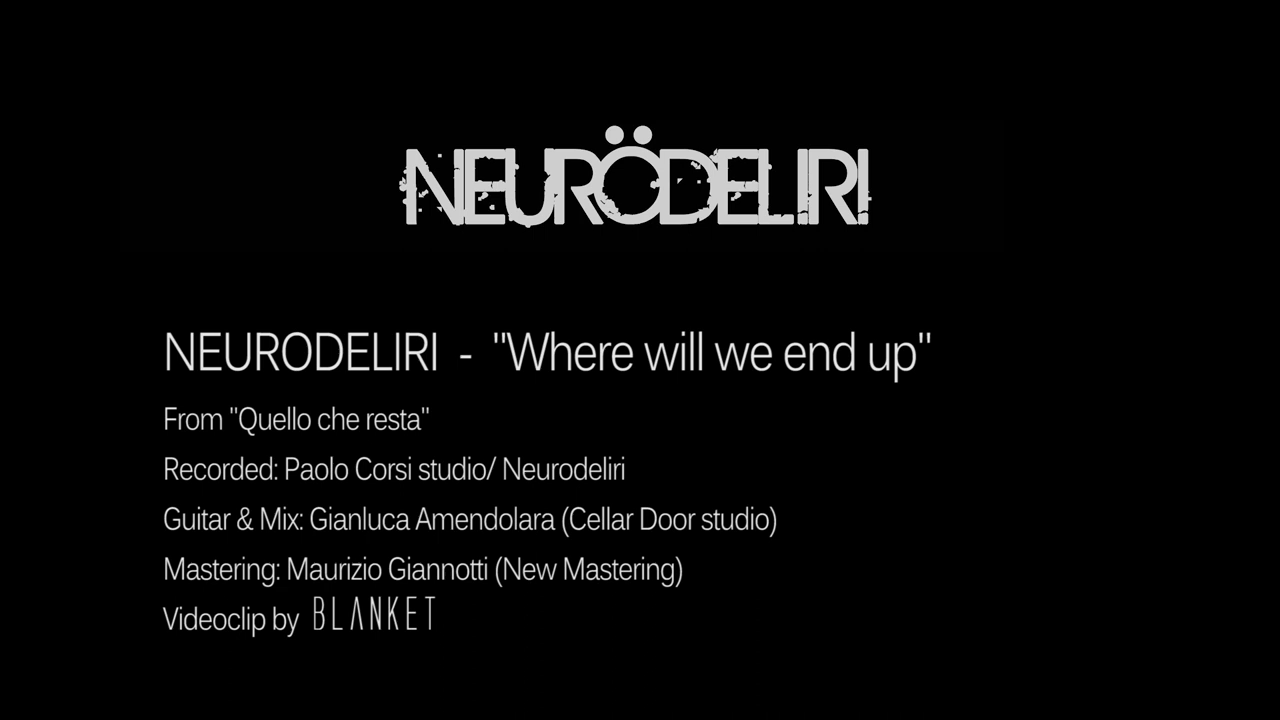 NEURÖDELIRI
NEURODELIRI - "Where will we end up"
From "Quello che resta"
Recorded: Paolo Corsi studio/ Neurodeliri
Guitar & Mix: Gianluca Amendolara (Cellar Door studio)
Mastering: Maurizio Giannotti (New Mastering)
Videoclip by BLANKET